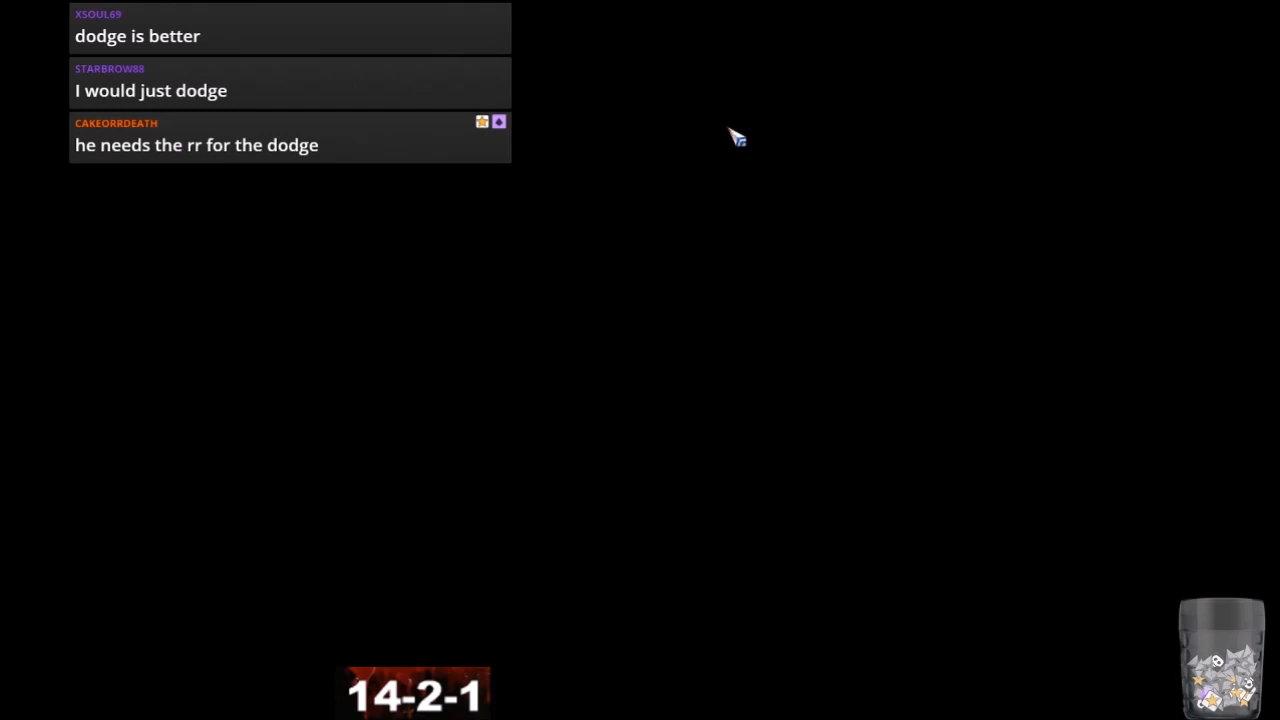 XSOUL69
dodge is better
STARBROW88
I would just dodge
CAKEORRDEATH
he needs the rr for the dodge
14-2-1